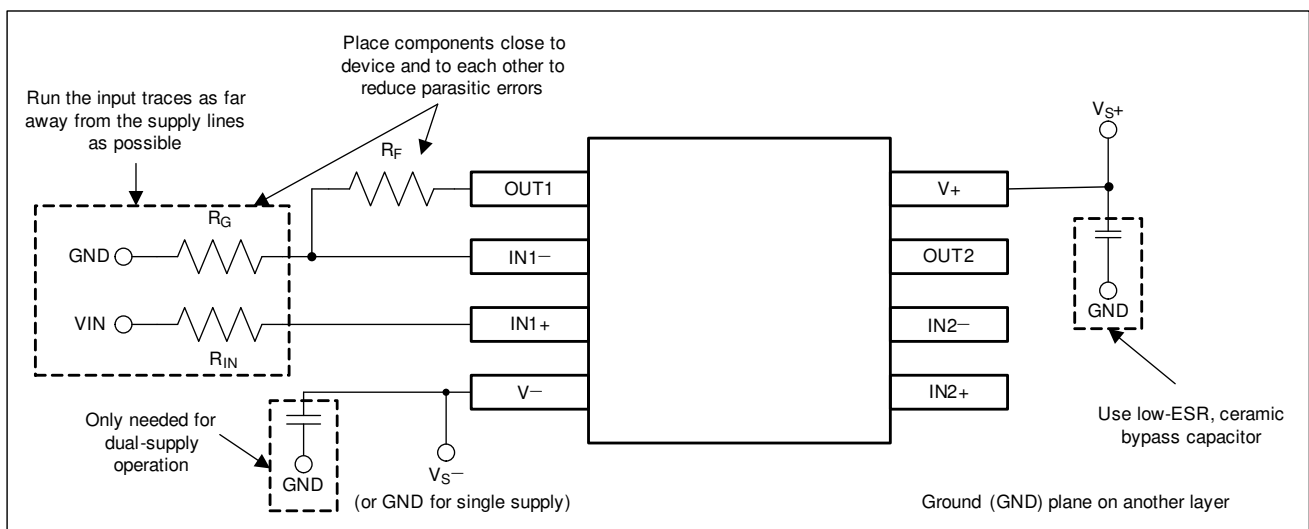 Place components close to
device and to each other to
reduce parasitic errors
Run the input traces as far
away from the supply lines
as possible
VS+
RF
OUT1
V+
RG
GND
IN1−
OUT2
GND
VIN
IN1+
IN2−
RIN
V−
IN2+
Only needed for
dual-supply
operation
Use low-ESR, ceramic
bypass capacitor
GND
VS−
(or GND for single supply)
Ground (GND) plane on another layer